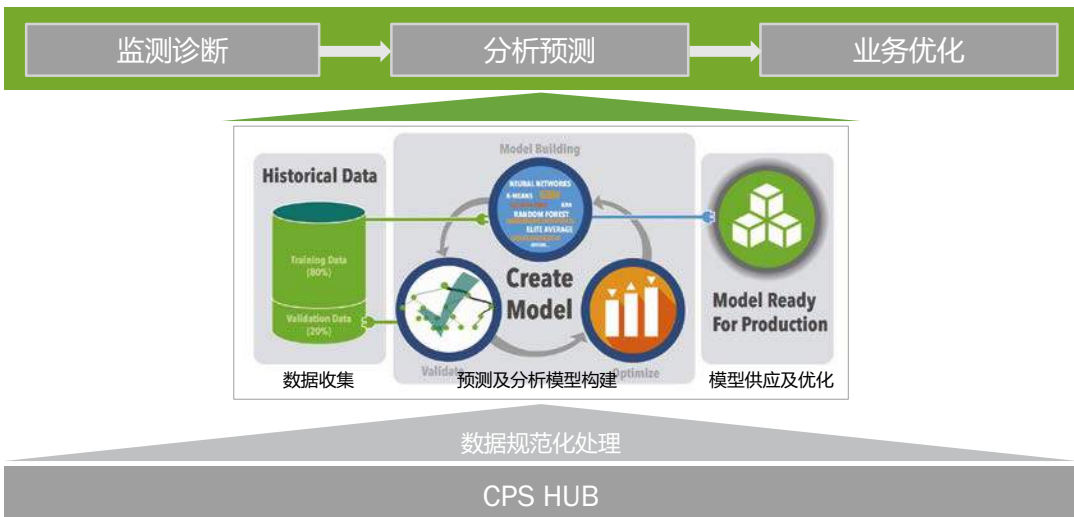 监测诊断
分析预测
业务优化
Model Building
Historical Data
NEURAL NETWORKS
K-MEANS
RANDOM FOREST
ELITE AVERAGE
Training Data
(80%)
Create
Model
Validation Data
(20%)
Model Ready
For Production
Validate
Optimize
数据收集
预测及分析模型构建
模型供应及优化
数据规范化处理
CPS HUB